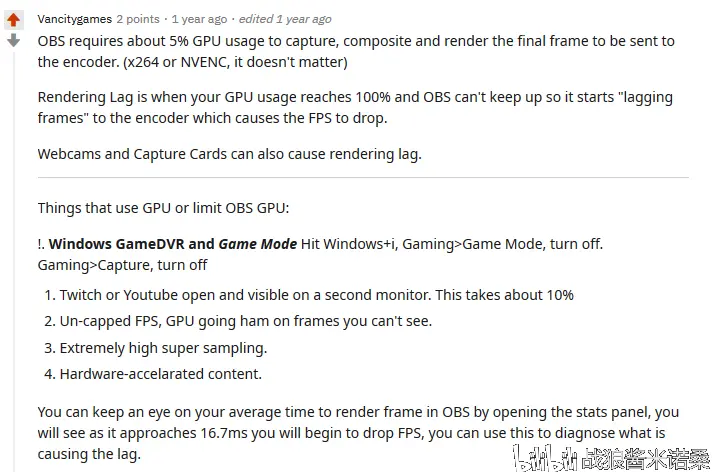 Vancitygames 2 points · 1 year ago · edited 1 year ago
OBS requires about 5% GPU usage to capture, composite and render the final frame to be sent to
the encoder. (x264 or NVENC, it doesn't matter)
Rendering Lag is when your GPU usage reaches 100% and OBS can't keep up so it starts "lagging
frames" to the encoder which causes the FPS to drop.
Webcams and Capture Cards can also cause rendering lag.
Things that use GPU or limit OBS GPU:
!. Windows GameDVR and Game Mode Hit Windows+i, Gaming>Game Mode, turn off.
Gaming>Capture, turn off
1. Twitch or Youtube open and visible on a second monitor. This takes about 10%
2. Un-capped FPS, GPU going ham on frames you can't see.
3. Extremely high super sampling.
4. Hardware-accelarated content.
You can keep an eye on your average time to render frame in OBS by opening the stats panel, you
will see as it approaches 16.7ms you will begin to drop FPS, you can use this to diagnose what is
causing the lag.
bilibili 战狼酱米诺桑